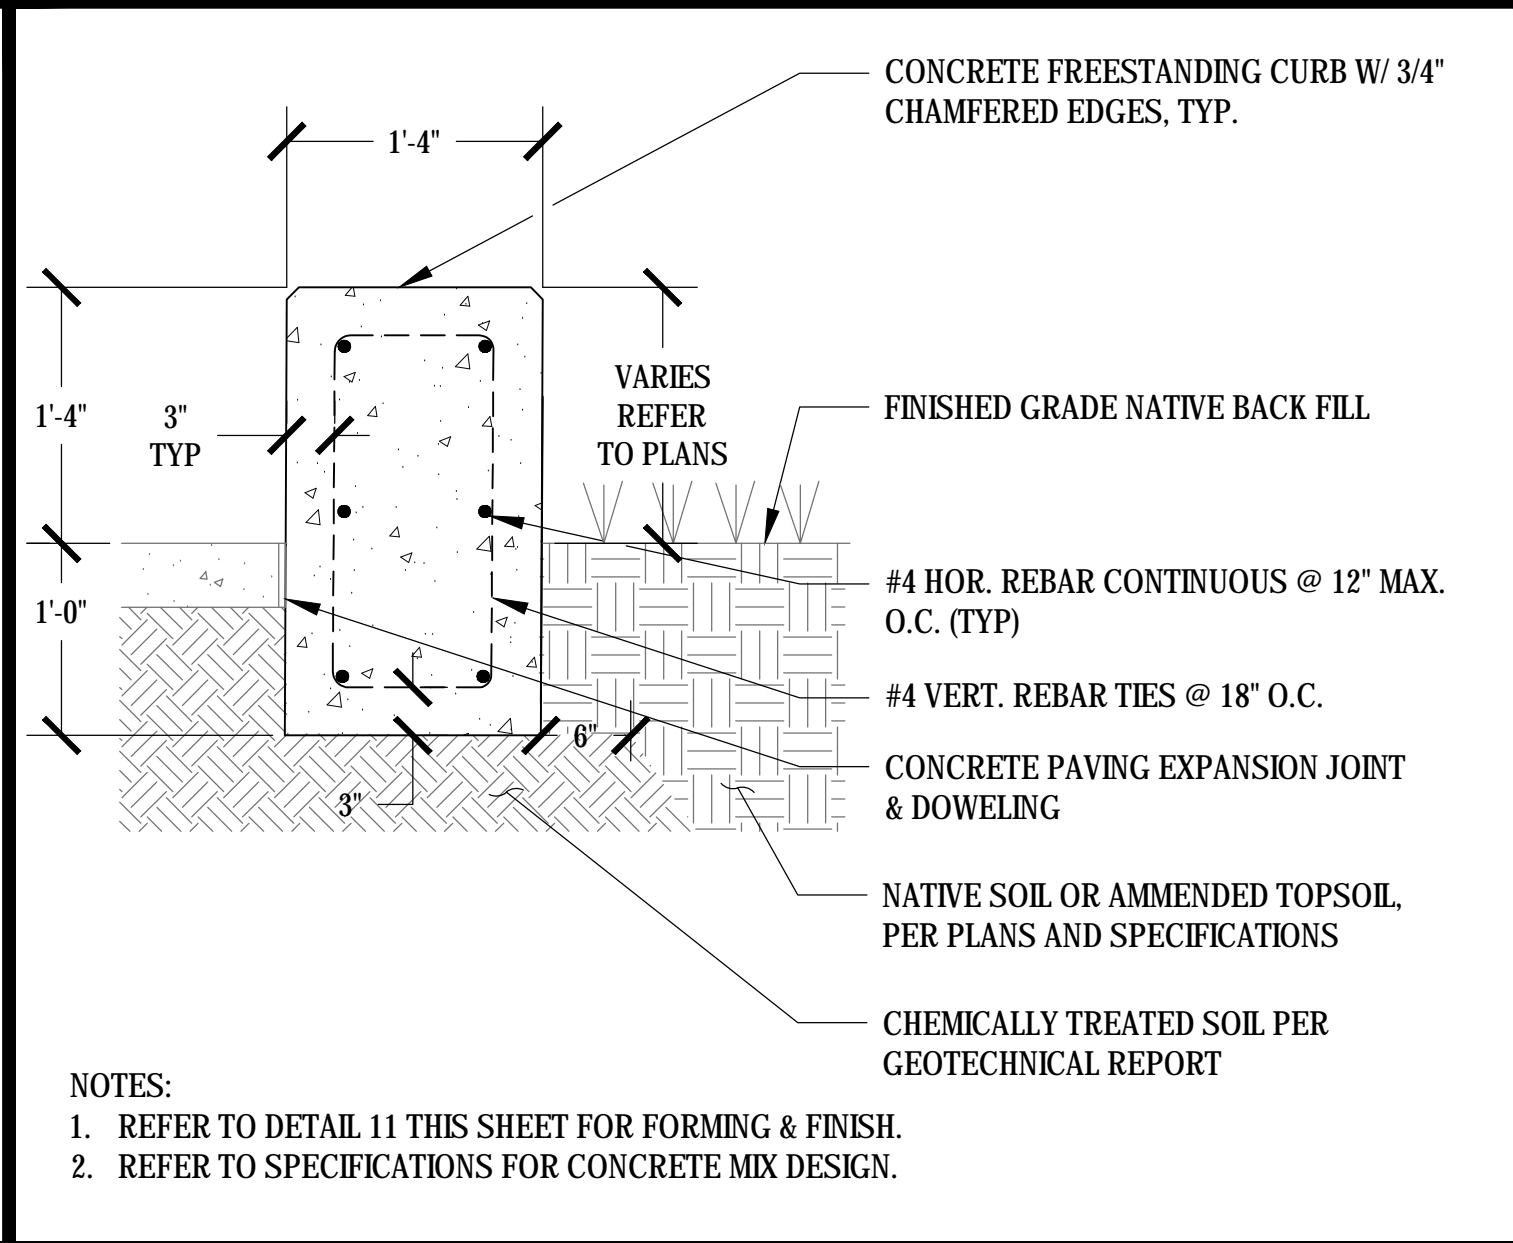 CONCRETE FREESTANDING CURB W/ 3/4"
CHAMFERED EDGES, TYP.
1'-4"
1'-4"
3"
TYP
VARIES
REFER
TO PLANS
FINISHED GRADE NATIVE BACK FILL
1'-0"
#4 HOR. REBAR CONTINUOUS @ 12" MAX.
O.C. (TYP)
#4 VERT. REBAR TIES @ 18" O.C.
6"
3"
CONCRETE PAVING EXPANSION JOINT
& DOWELING
NATIVE SOIL OR AMMENDED TOPSOIL,
PER PLANS AND SPECIFICATIONS
CHEMICALLY TREATED SOIL PER
GEOTECHNICAL REPORT
NOTES:
1. REFER TO DETAIL 11 THIS SHEET FOR FORMING & FINISH.
2. REFER TO SPECIFICATIONS FOR CONCRETE MIX DESIGN.